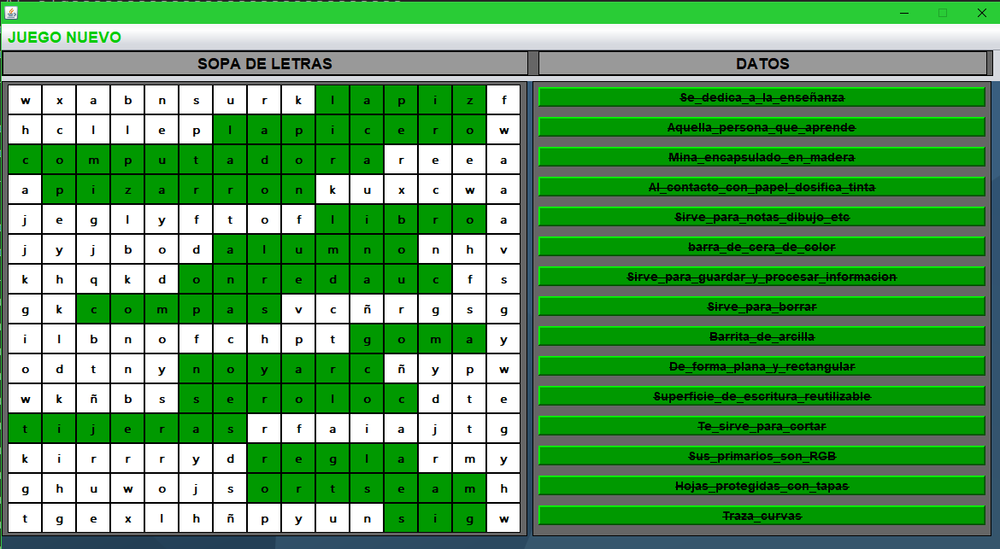 JUEGO NUEVO
SOPA DE LETRAS
DATOS
w x a b n s u r k l a p i z f
h c l l e p l a p i c e r o w
c o m p u t a d o r a r e e a
a p i z a r r o n k u x c w a
j e g l y f t o f l i b r o a
j y j b o d a l u m n o n h v
k h q k d o n r e d a u c f s
g k c o m p a s v c ñ r g s g
i l b n o f c h p t g o m a y
o d t n y n o y a r c ñ y p w
w k ñ b s s e r o l o c d t e
t i j e r a s r f a i a j t g
k i r r r y d r e g l a r m y
g h u w o j s o r t s e a m h
t g e x l h ñ p y u n s i g w
Se_dedica_a_la_enseñanza
Aquella_persona_que_aprende
Mina_encapsulado_en_madera
Al_contacto_con_papel_dosifica_tinta
Sirve_para_notas_dibujo_etc
barra_de_cera_de_color
Sirve_para_guardar_y_procesar_informacion
Sirve_para_borrar
Barrita_de_arcilla
De_forma_plana_y_rectangular
Superficie_de_escritura_reutilizable
Te_sirve_para_cortar
Sus_primarios_son_RGB
Hojas_protegidas_con_tapas
Traza_curvas